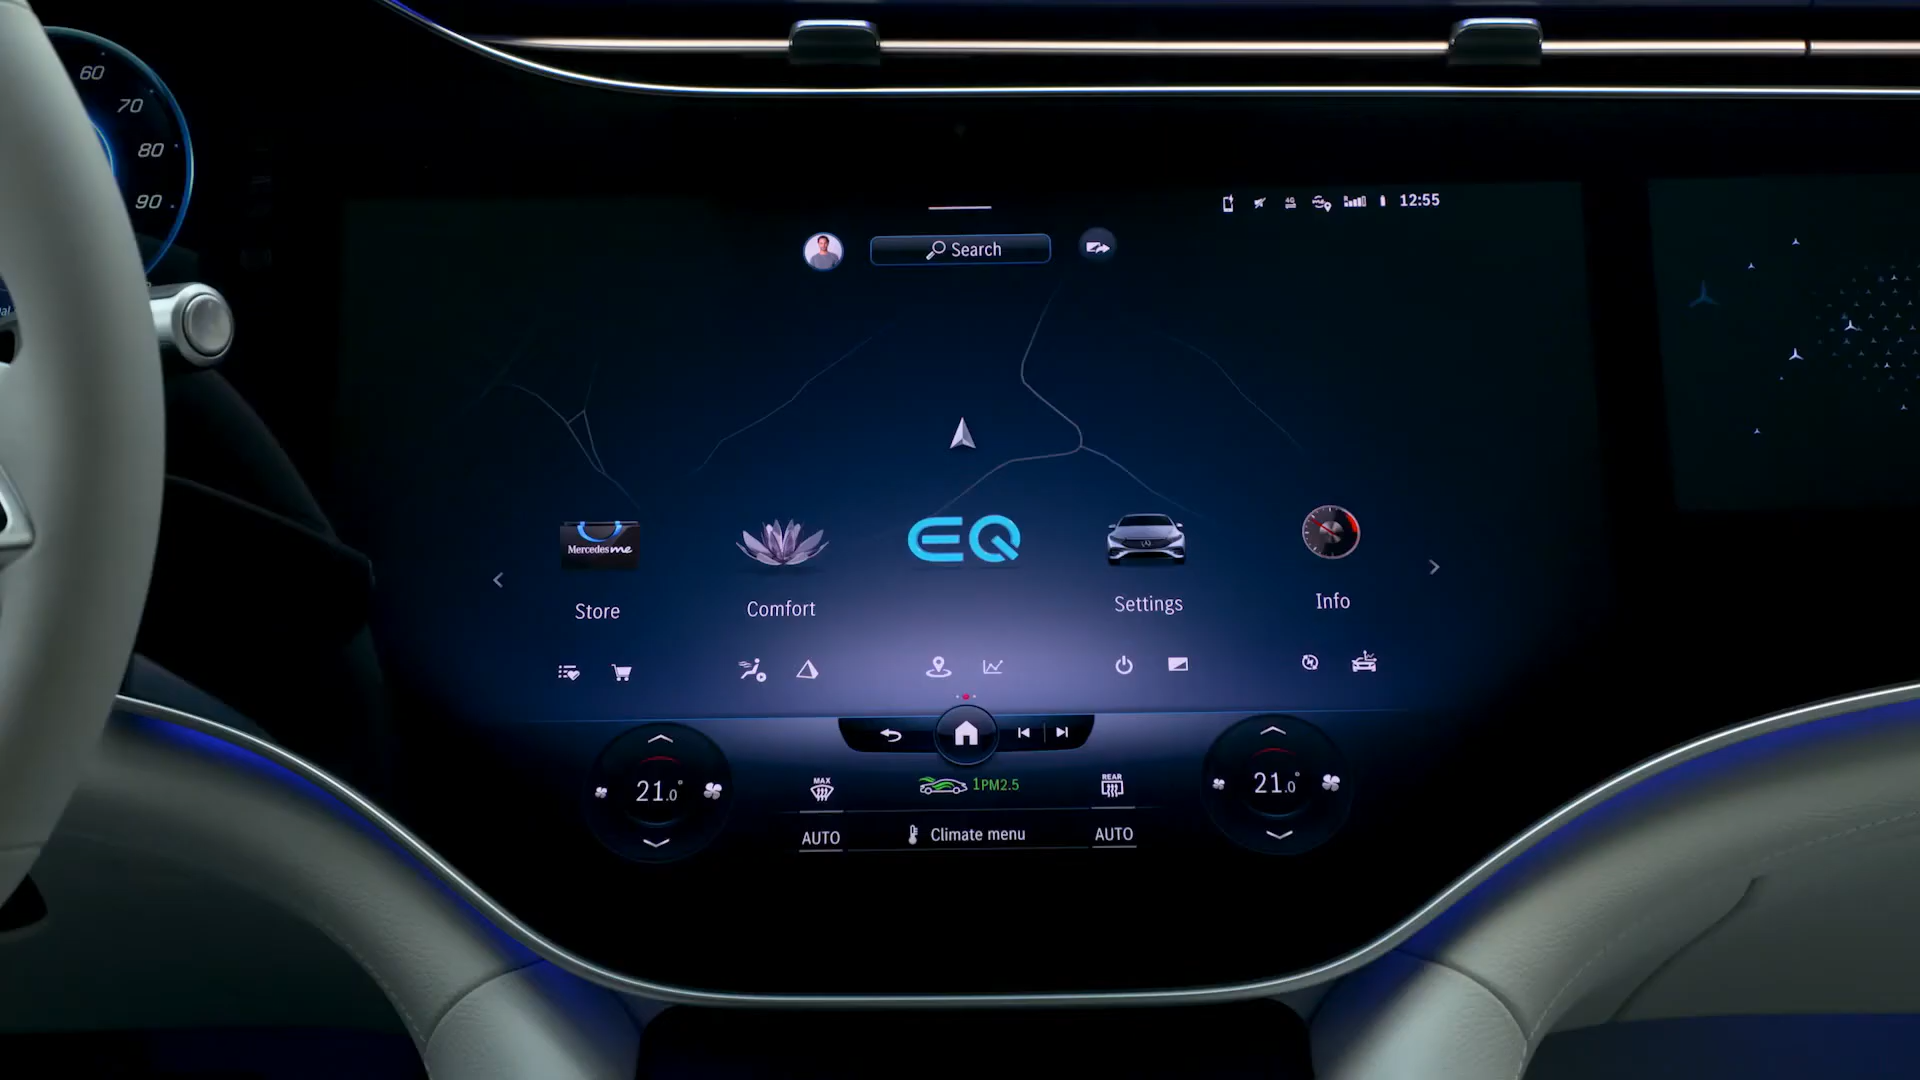 60
70
80
90
4G
12:55
Search
Mercedes me
EQ
Store
Comfort
Settings
Info
21.0°
MAX
1PM2.5
REAR
21.0°
AUTO
Climate menu
AUTO